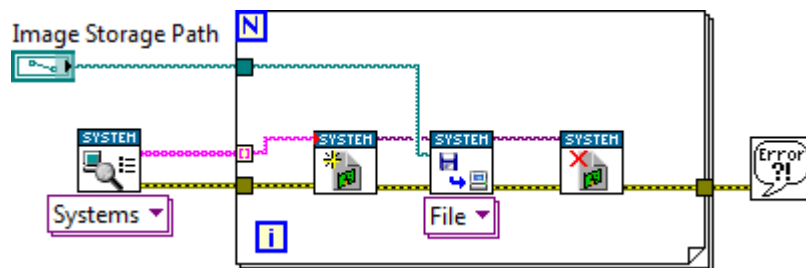 Image Storage Path
N
SYSTEM
SYSTEM
SYSTEM
SYSTEM
Error
?!
Systems
File
i